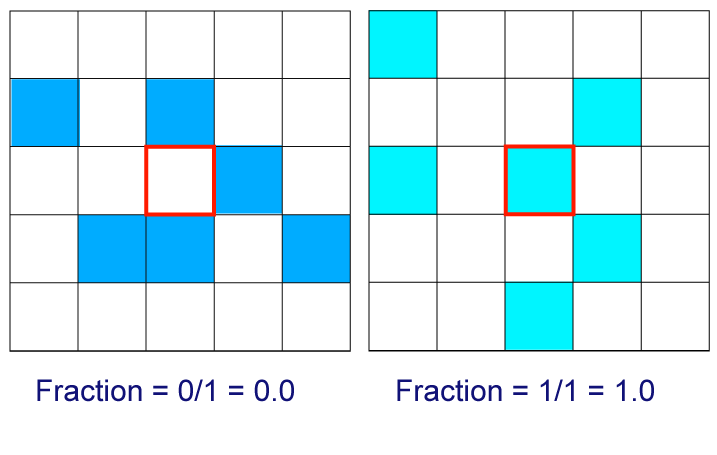 Fraction = 0/1 = 0.0
Fraction = 1/1 = 1.0